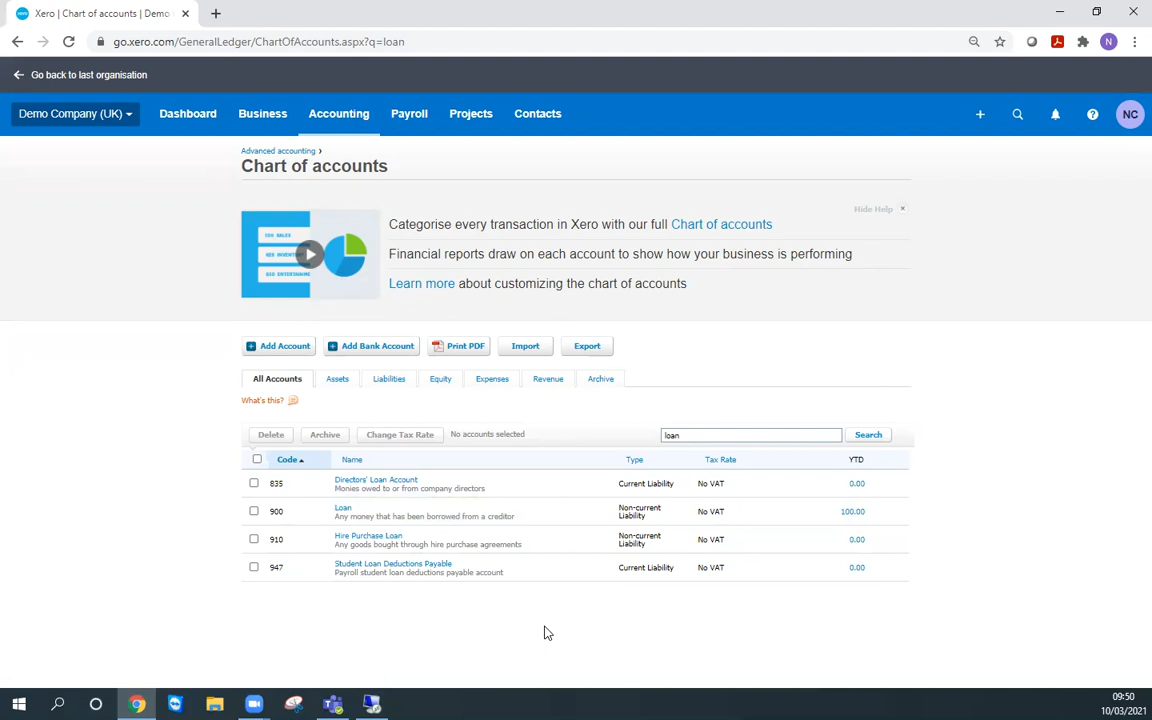 Xero | Chart of accounts | Demo
go.xero.com/GeneralLedger/ChartOfAccounts.aspx?q=loan
N
Go back to last organisation
Demo Company (UK)
Dashboard
Business
Accounting
Payroll
Projects
Contacts
NC
Advanced accounting ›
Chart of accounts
Hide Help
Categorise every transaction in Xero with our full Chart of accounts
Financial reports draw on each account to show how your business is performing
Learn more about customizing the chart of accounts
Add Account
Add Bank Account
Print PDF
Import
Export
All Accounts
Assets
Liabilities
Equity
Expenses
Revenue
Archive
What's this?
Delete
Archive
Change Tax Rate
No accounts selected
loan
Search
Code
Name
Type
Tax Rate
YTD
835
Directors' Loan Account
Monies owed to or from company directors
Current Liability
No VAT
0.00
900
Loan
Any money that has been borrowed from a creditor
Non-current
Liability
No VAT
100.00
910
Hire Purchase Loan
Any goods bought through hire purchase agreements
Non-current
Liability
No VAT
0.00
947
Student Loan Deductions Payable
Payroll student loan deductions payable account
Current Liability
No VAT
0.00
09:50
10/03/2021